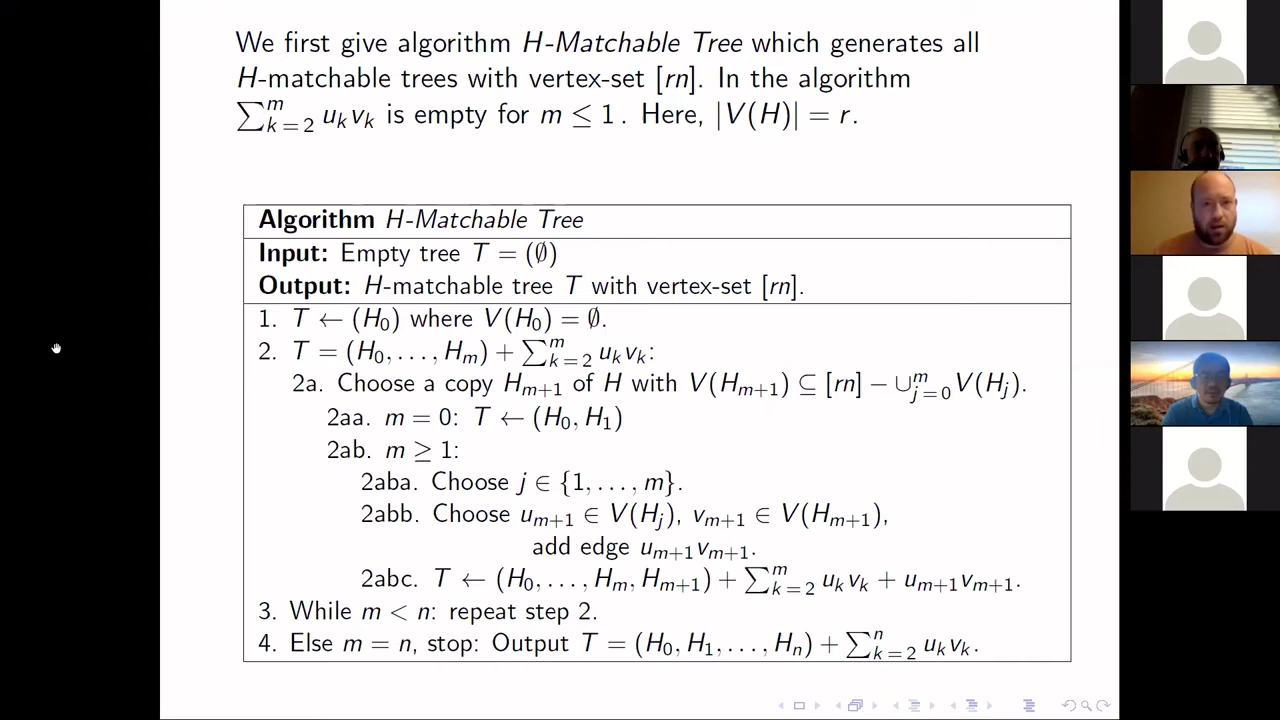 We first give algorithm H-Matchable Tree which generates all
H-matchable trees with vertex-set [rn]. In the algorithm
∑_{k=2}^{m} u_k v_k is empty for m ≤ 1. Here, |V(H)| = r.
Algorithm H-Matchable Tree
Input: Empty tree T = (∅)
Output: H-matchable tree T with vertex-set [rn].
1. T ← (H_0) where V(H_0) = ∅.
2. T = (H_0, . . . , H_m) + ∑_{k=2}^{m} u_k v_k:
2a. Choose a copy H_{m+1} of H with V(H_{m+1}) ⊆ [rn] − ∪_{j=0}^{m} V(H_j).
2aa. m = 0: T ← (H_0, H_1)
2ab. m ≥ 1:
2aba. Choose j ∈ {1, . . . , m}.
2abb. Choose u_{m+1} ∈ V(H_j), v_{m+1} ∈ V(H_{m+1}),
add edge u_{m+1} v_{m+1}.
2abc. T ← (H_0, . . . , H_m, H_{m+1}) + ∑_{k=2}^{m} u_k v_k + u_{m+1} v_{m+1}.
3. While m < n: repeat step 2.
4. Else m = n, stop: Output T = (H_0, H_1, . . . , H_n) + ∑_{k=2}^{n} u_k v_k.